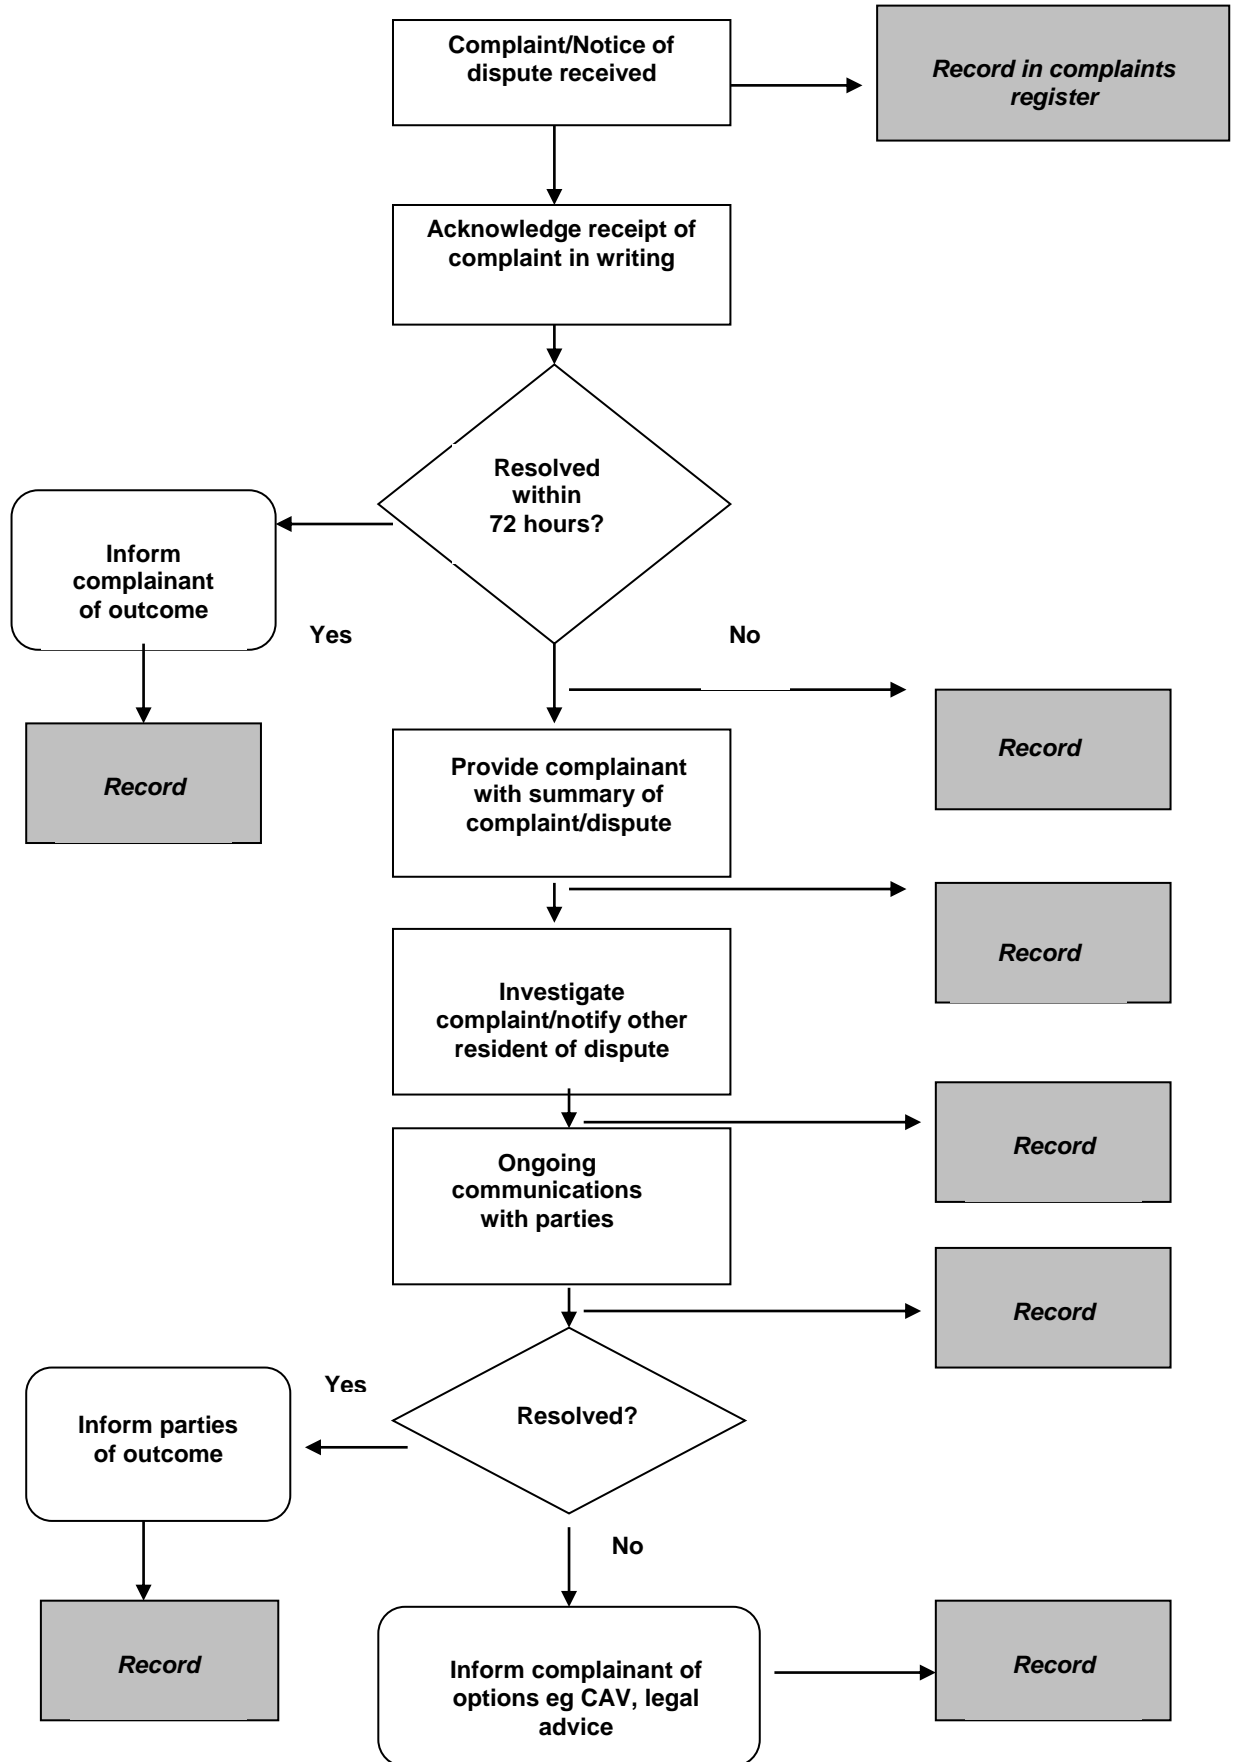 Complaint/Notice of
dispute received
Record in complaints
register
Acknowledge receipt of
complaint in writing
Resolved
within
72 hours?
Inform
complainant
of outcome
Yes
No
Record
Record
Provide complainant
with summary of
complaint/dispute
Record
Investigate
complaint/notify other
resident of dispute
Record
Ongoing
communications
with parties
Record
Yes
Resolved?
Inform parties
of outcome
No
Record
Inform complainant of
options eg CAV, legal
advice
Record